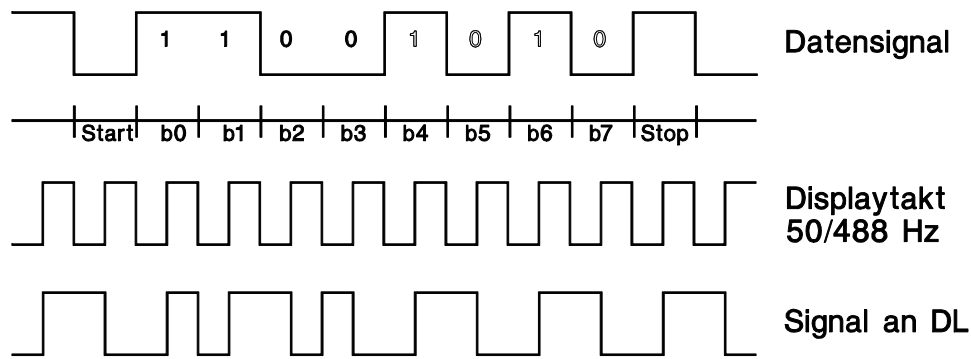 1 1 0 0 1 0 1 0 Datensignal
Start b0 b1 b2 b3 b4 b5 b6 b7 Stop
Displaytakt
50/488 Hz
Signal an DL